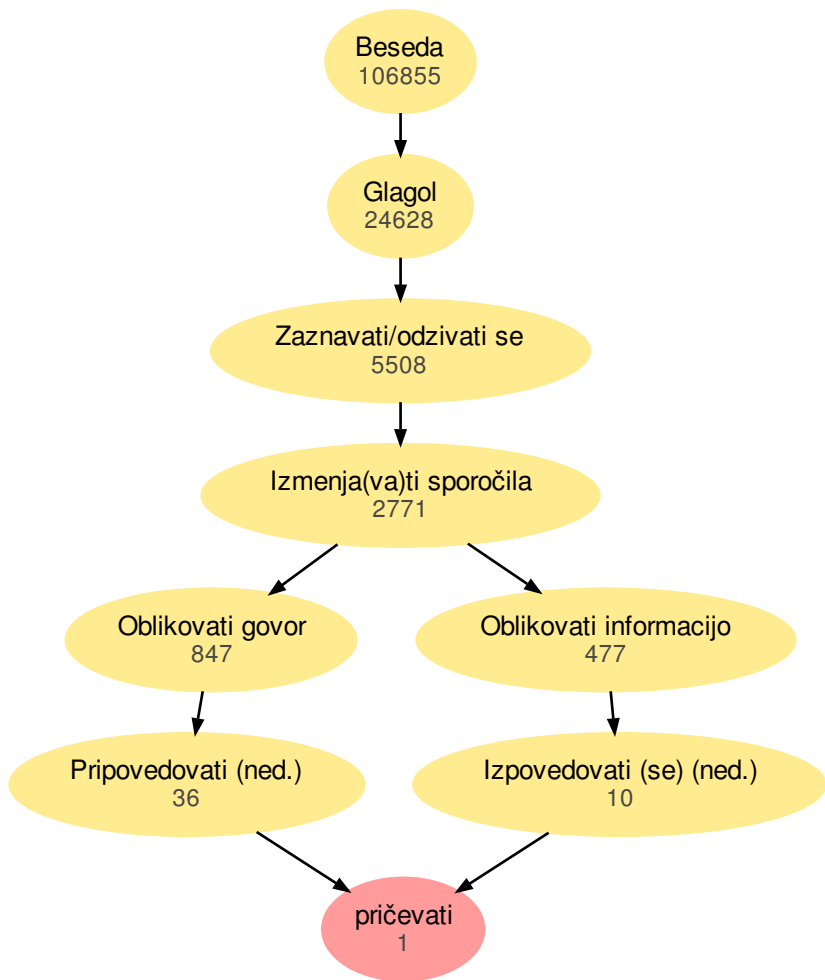 Beseda
106855
Glagol
24628
Zaznavati/odzivati se
5508
Izmenja(va)ti sporočila
2771
Oblikovati govor
847
Oblikovati informacijo
477
Pripovedovati (ned.)
36
Izpovedovati (se) (ned.)
10
pričevati
1